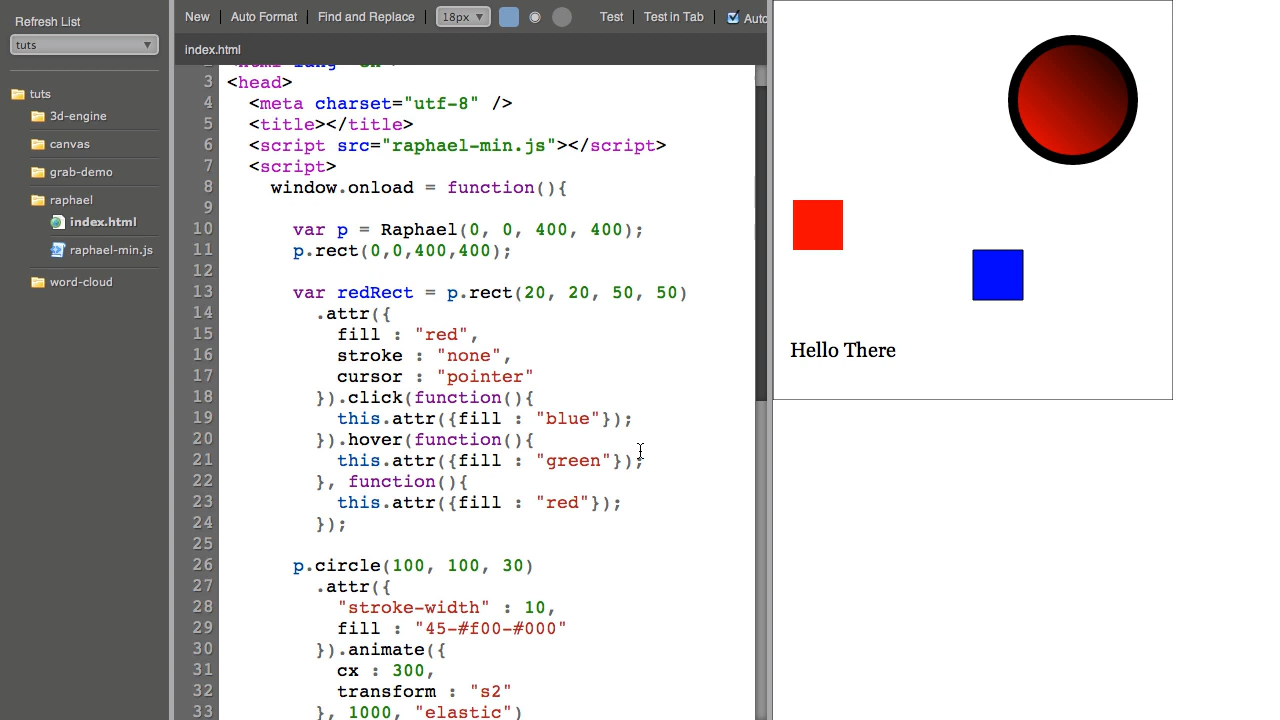 Refresh List
tuts
tuts
3d-engine
canvas
grab-demo
raphael
index.html
raphael-min.js
word-cloud
New Auto Format Find and Replace 18px Test Test in Tab Auto
index.html
3 <head>
4 <meta charset="utf-8" />
5 <title></title>
6 <script src="raphael-min.js"></script>
7 <script>
8 window.onload = function(){
9
10 var p = Raphael(0, 0, 400, 400);
11 p.rect(0,0,400,400);
12
13 var redRect = p.rect(20, 20, 50, 50)
14 .attr({
15 fill : "red",
16 stroke : "none",
17 cursor : "pointer"
18 }).click(function(){
19 this.attr({fill : "blue"});
20 }).hover(function(){
21 this.attr({fill : "green"});
22 }, function(){
23 this.attr({fill : "red"});
24 });
25
26 p.circle(100, 100, 30)
27 .attr({
28 "stroke-width" : 10,
29 fill : "45-#f00-#000"
30 }).animate({
31 cx : 300,
32 transform : "s2"
33 }, 1000, "elastic")
Hello There